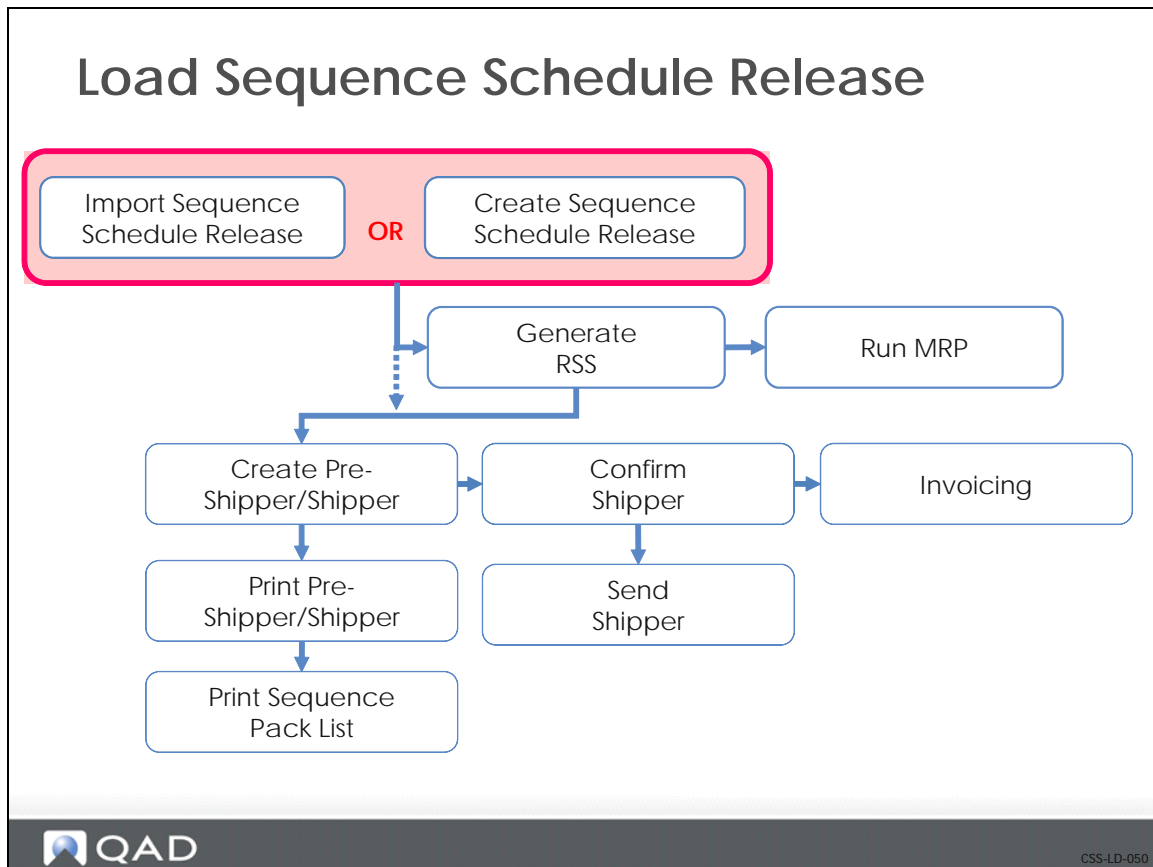 Load Sequence Schedule Release
Import Sequence
Schedule Release
OR
Create Sequence
Schedule Release
Generate
RSS
Run MRP
Create Pre-
Shipper/Shipper
Confirm
Shipper
Invoicing
Print Pre-
Shipper/Shipper
Send
Shipper
Print Sequence
Pack List
QAD
CSS-LD-050